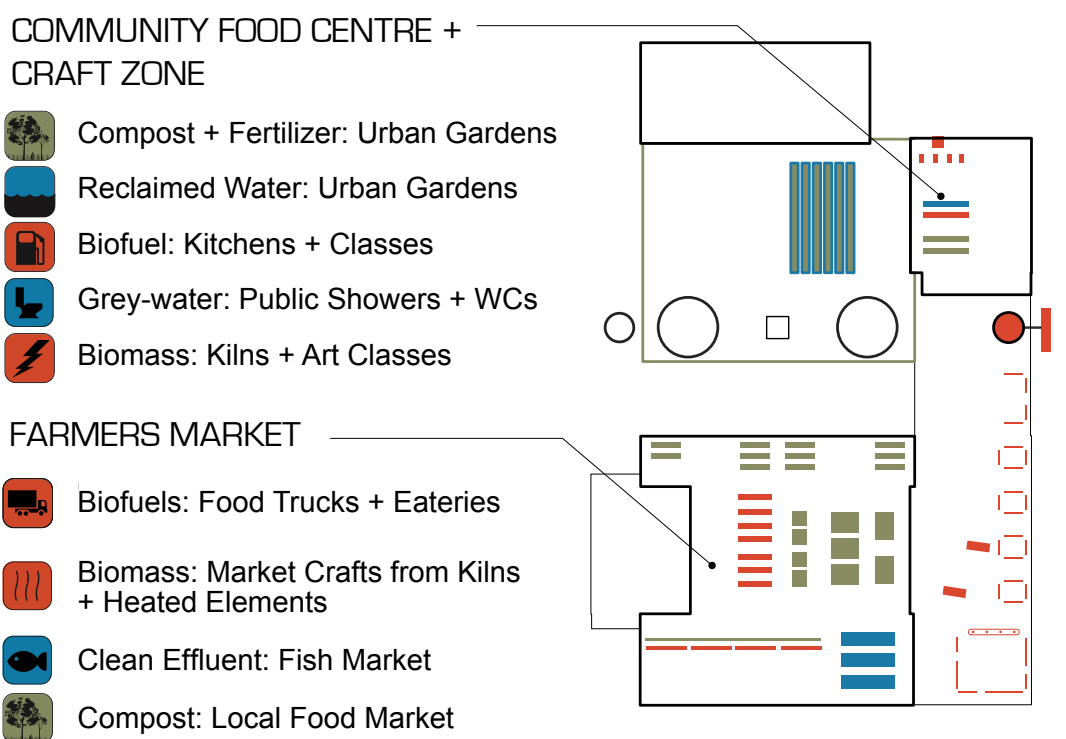 COMMUNITY FOOD CENTRE +
CRAFT ZONE
Compost + Fertilizer: Urban Gardens
Reclaimed Water: Urban Gardens
Biofuel: Kitchens + Classes
Grey-water: Public Showers + WCs
Biomass: Kilns + Art Classes
FARMERS MARKET
Biofuels: Food Trucks + Eateries
Biomass: Market Crafts from Kilns
+ Heated Elements
Clean Effluent: Fish Market
Compost: Local Food Market